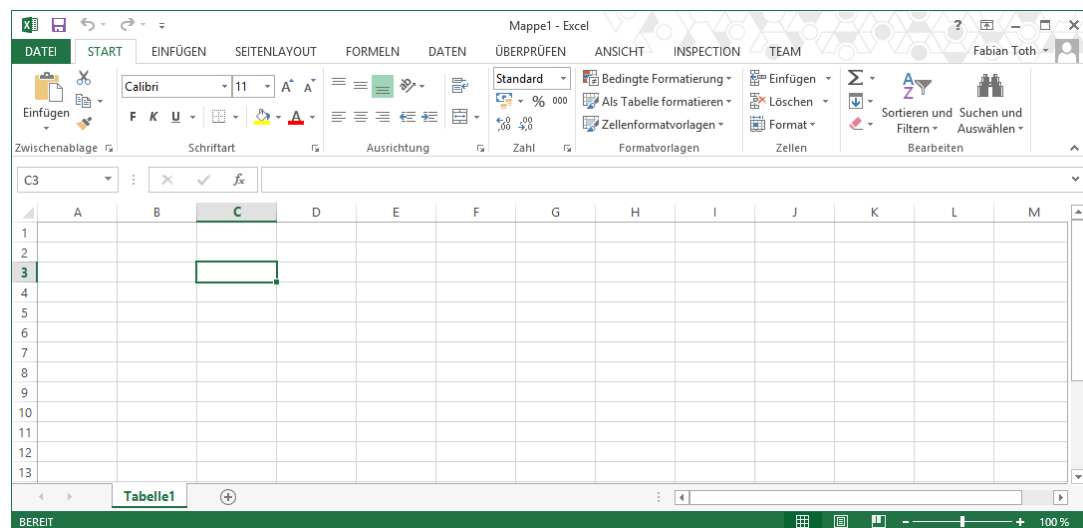 Mappe1 - Excel
?
DATEI START EINFÜGEN SEITENLAYOUT FORMELN DATEN ÜBERPRÜFEN ANSICHT INSPECTION TEAM Fabian Toth
Calibri 11 A A Standard Bedingte Formatierung Einfügen Σ A Z
Einfügen % 000 Als Tabelle formatieren Löschen Sortieren und Suchen und
F K U A ,00 ,00 Zellenformatvorlagen Format Filtern Auswählen
Zwischenablage Schriftart Ausrichtung Zahl Formatvorlagen Zellen Bearbeiten
C3 fx
A B C D E F G H I J K L M
1
2
3
4
5
6
7
8
9
10
11
12
13
Tabelle1
BEREIT 100 %